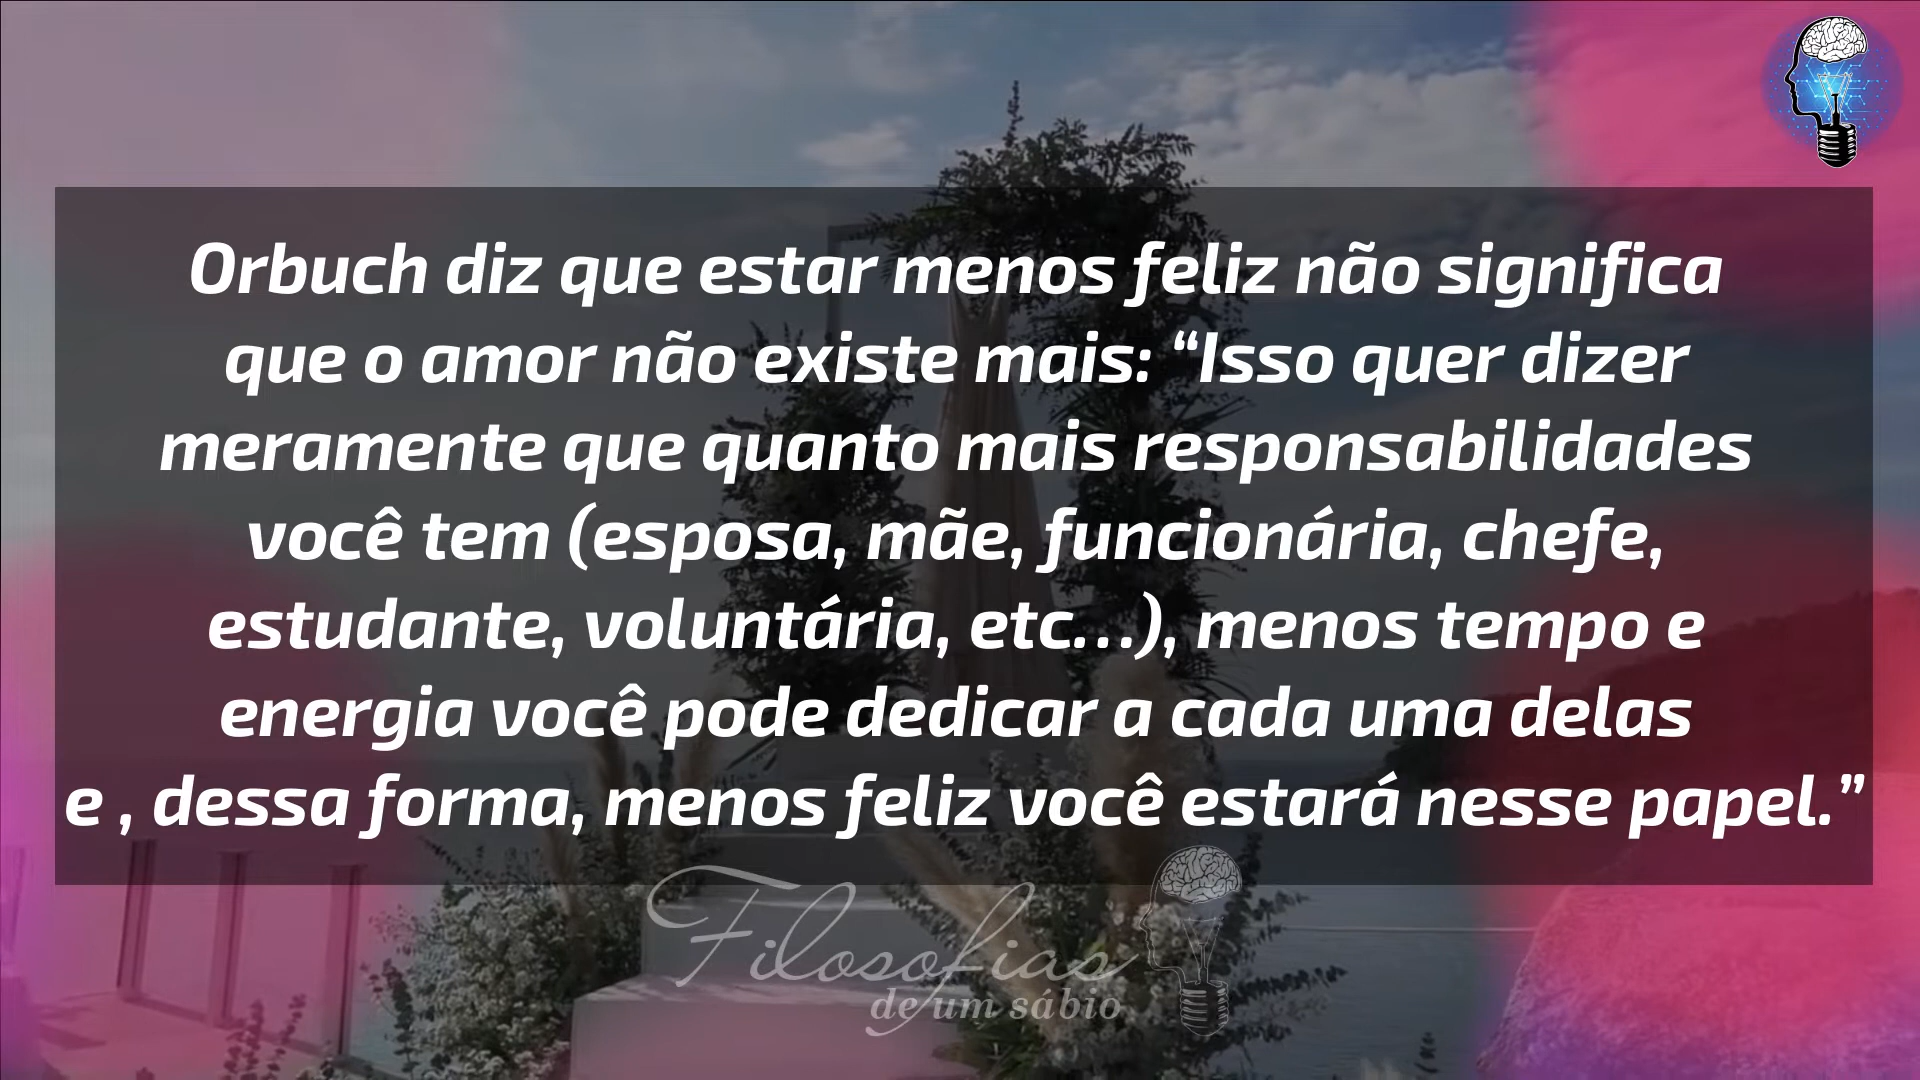 Orbuch diz que estar menos feliz não significa
que o amor não existe mais: “Isso quer dizer
meramente que quanto mais responsabilidades
você tem (esposa, mãe, funcionária, chefe,
estudante, voluntária, etc…), menos tempo e
energia você pode dedicar a cada uma delas
e , dessa forma, menos feliz você estará nesse papel.”
Filosofias
de um sábio